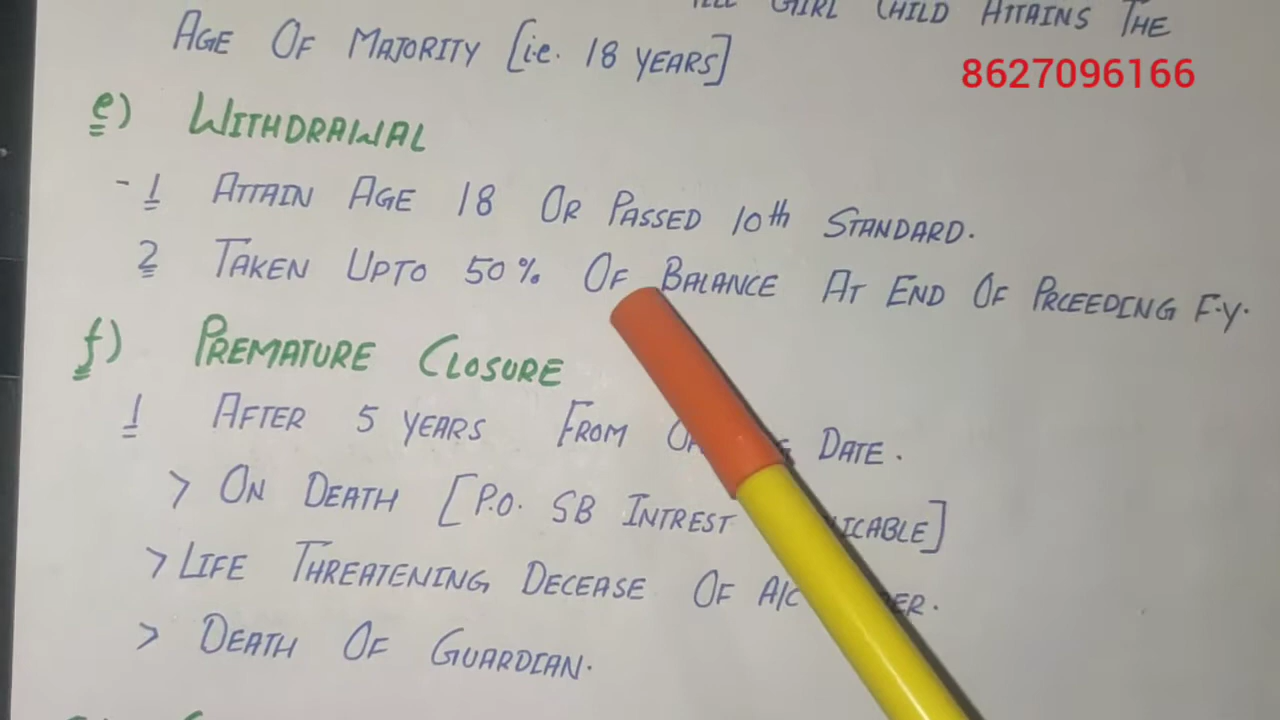 GIRL CHILD ATTAINS THE
AGE OF MAJORITY [i.e. 18 YEARS]
8627096166
e) WITHDRAWAL
- 1 ATTAIN AGE 18 OR PASSED 10th STANDARD.
2 TAKEN UPTO 50% OF BALANCE AT END OF PRCEEDING F.Y.
f) PREMATURE CLOSURE
1 AFTER 5 YEARS FROM DATE.
> ON DEATH [P.O. SB INTREST
> LIFE THREATENING DECEASE OF A/C
> DEATH OF GUARDIAN.